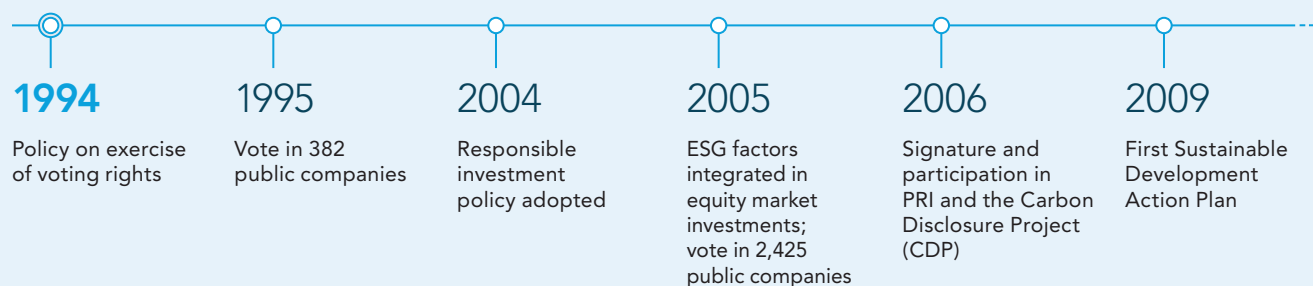 1994
Policy on exercise
of voting rights
1995
Vote in 382
public companies
2004
Responsible
investment
policy adopted
2005
ESG factors
integrated in
equity market
investments;
vote in 2,425
public companies
2006
Signature and
participation in
PRI and the Carbon
Disclosure Project
(CDP)
2009
First Sustainable
Development
Action Plan